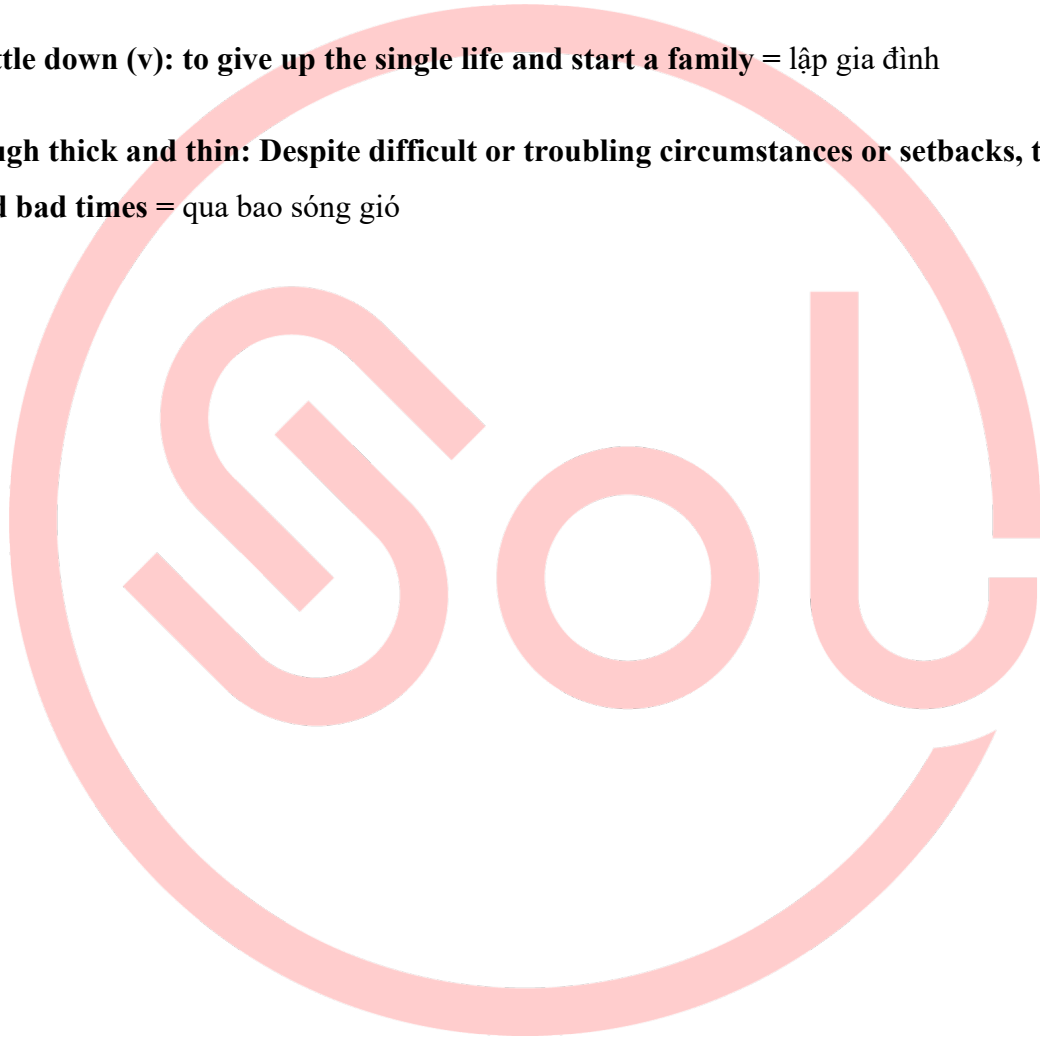 ttle down (v): to give up the single life and start a family = lập gia đình
ugh thick and thin: Despite difficult or troubling circumstances or setbacks, t
d bad times = qua bao sóng gió
Sol